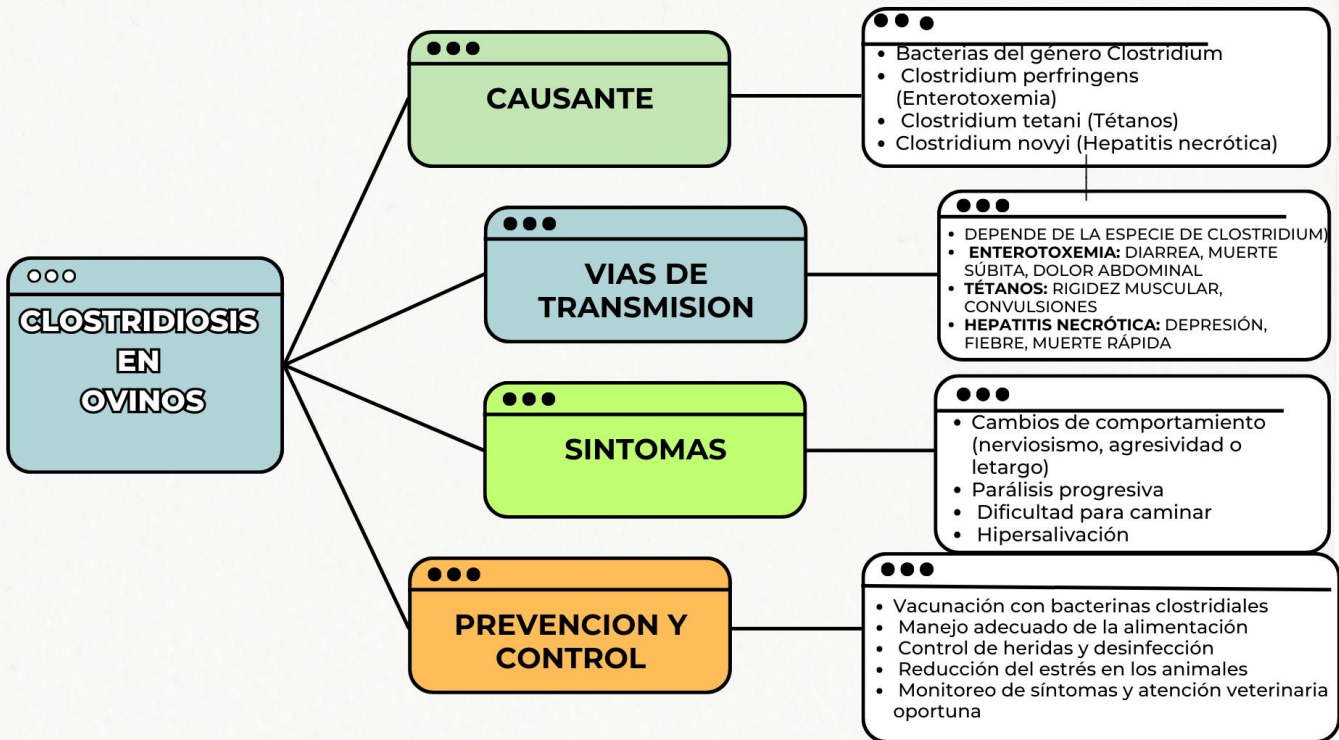 CLOSTRIDIOSIS
EN
OVINOS
CAUSANTE
• Bacterias del género Clostridium
• Clostridium perfringens
(Enterotoxemia)
• Clostridium tetani (Tétanos)
• Clostridium novyi (Hepatitis necrótica)
VIAS DE
TRANSMISION
• DEPENDE DE LA ESPECIE DE CLOSTRIDIUM)
• ENTEROTOXEMIA: DIARREA, MUERTE
SÚBITA, DOLOR ABDOMINAL
• TÉTANOS: RIGIDEZ MUSCULAR,
CONVULSIONES
• HEPATITIS NECRÓTICA: DEPRESIÓN,
FIEBRE, MUERTE RÁPIDA
SINTOMAS
• Cambios de comportamiento
(nerviosismo, agresividad o
letargo)
• Parálisis progresiva
• Dificultad para caminar
• Hipersalivación
PREVENCION Y
CONTROL
• Vacunación con bacterinas clostridiales
• Manejo adecuado de la alimentación
• Control de heridas y desinfección
• Reducción del estrés en los animales
• Monitoreo de síntomas y atención veterinaria
oportuna